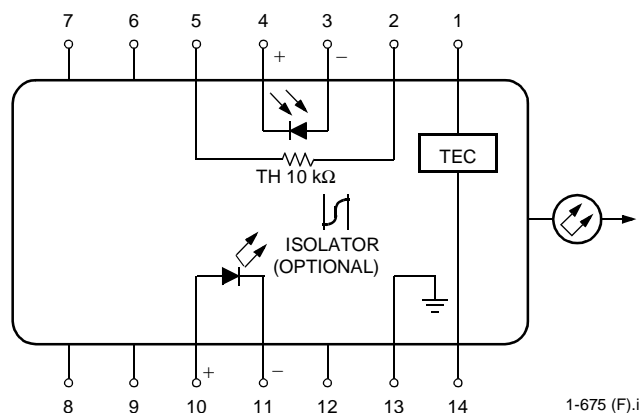 7 6 5 4 3 2 1
+ –
TEC
TH 10 kΩ
ISOLATOR
(OPTIONAL)
+ –
8 9 10 11 12 13 14
1-675 (F).i